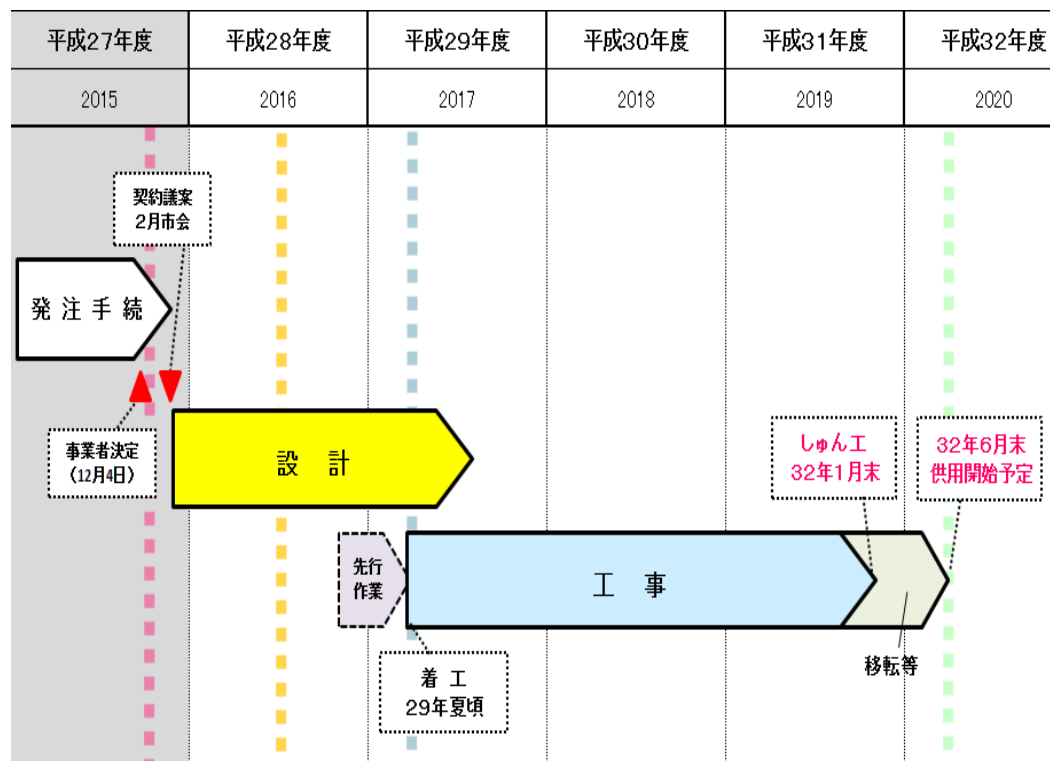 平成27年度
平成28年度
平成29年度
平成30年度
平成31年度
平成32年度
2015
2016
2017
2018
2019
2020
契約議案
2月市会
発注手続
事業者決定
（12月4日）
設計
しゅん工
32年1月末
32年6月末
供用開始予定
先行
作業
工事
移転等
着工
29年夏頃